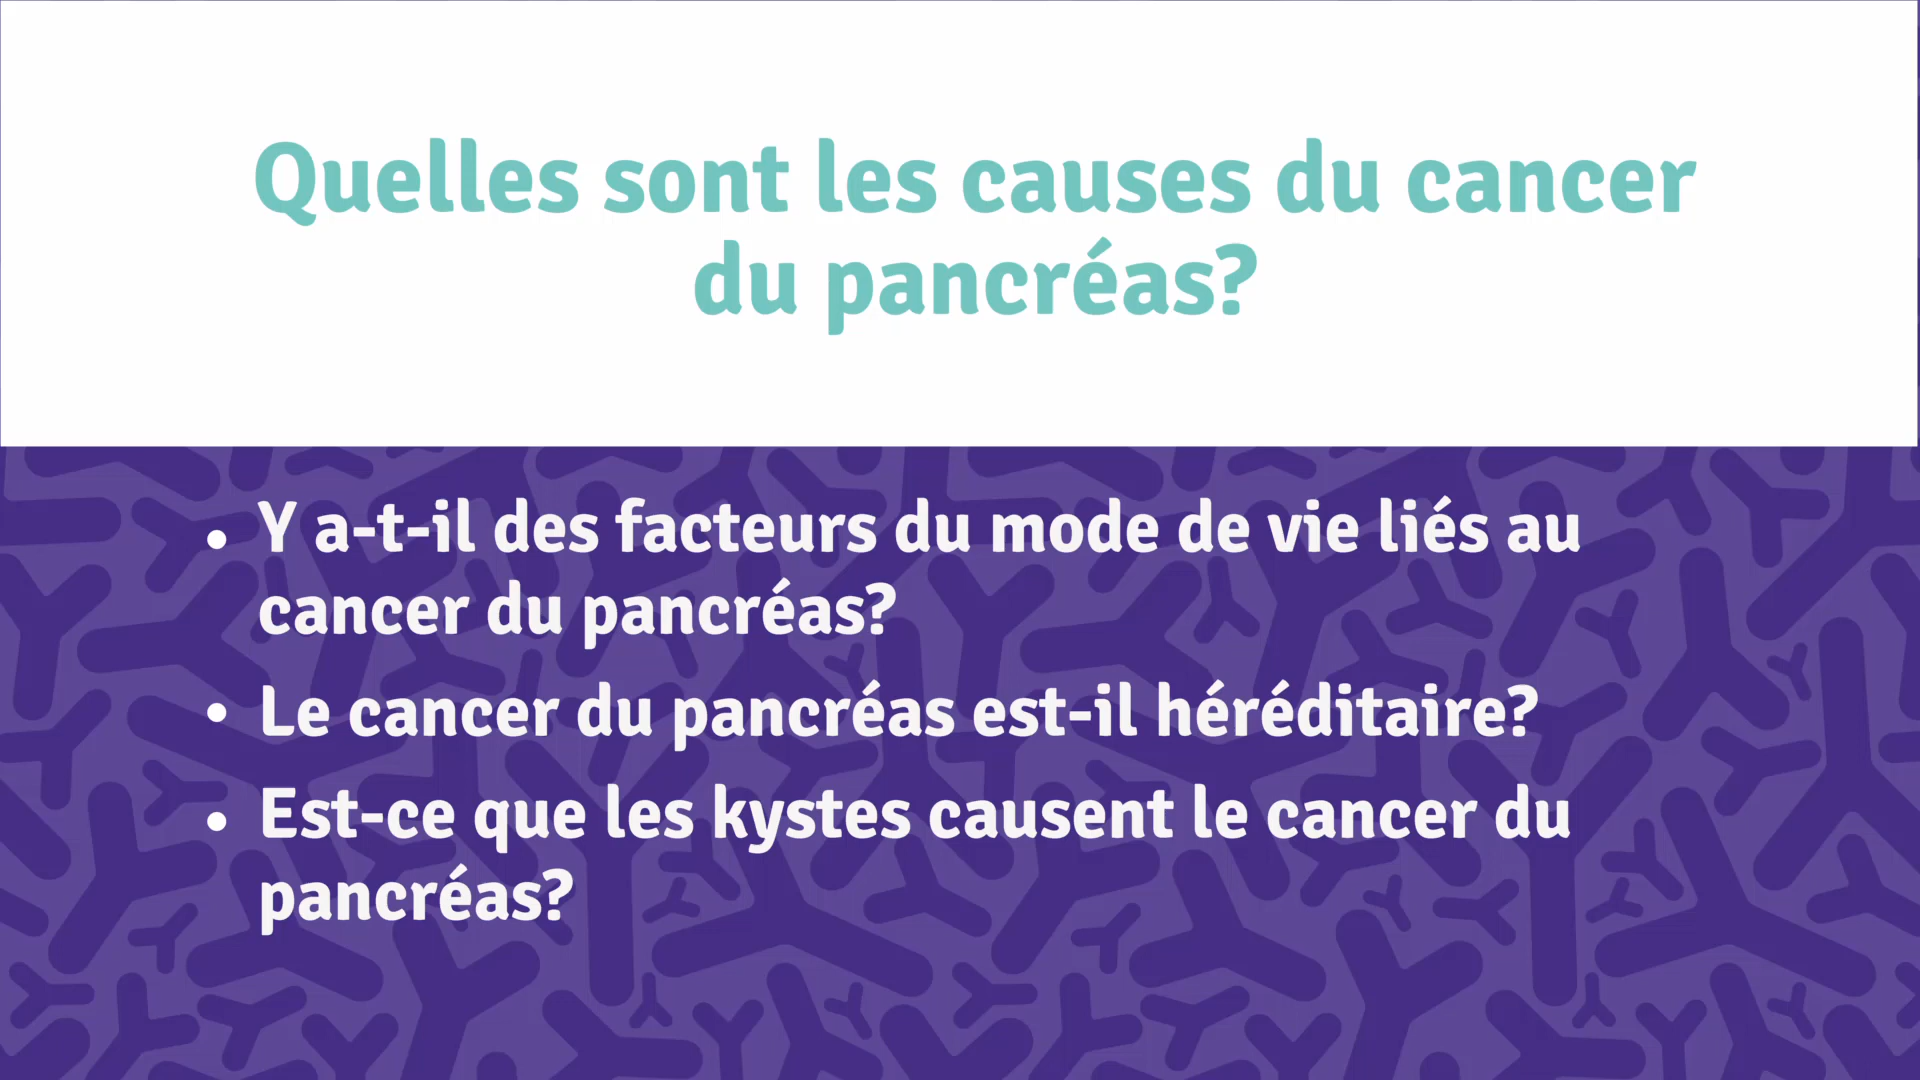 Quelles sont les causes du cancer
du pancréas?
• Y a-t-il des facteurs du mode de vie liés au
cancer du pancréas?
• Le cancer du pancréas est-il héréditaire?
• Est-ce que les kystes causent le cancer du
pancréas?